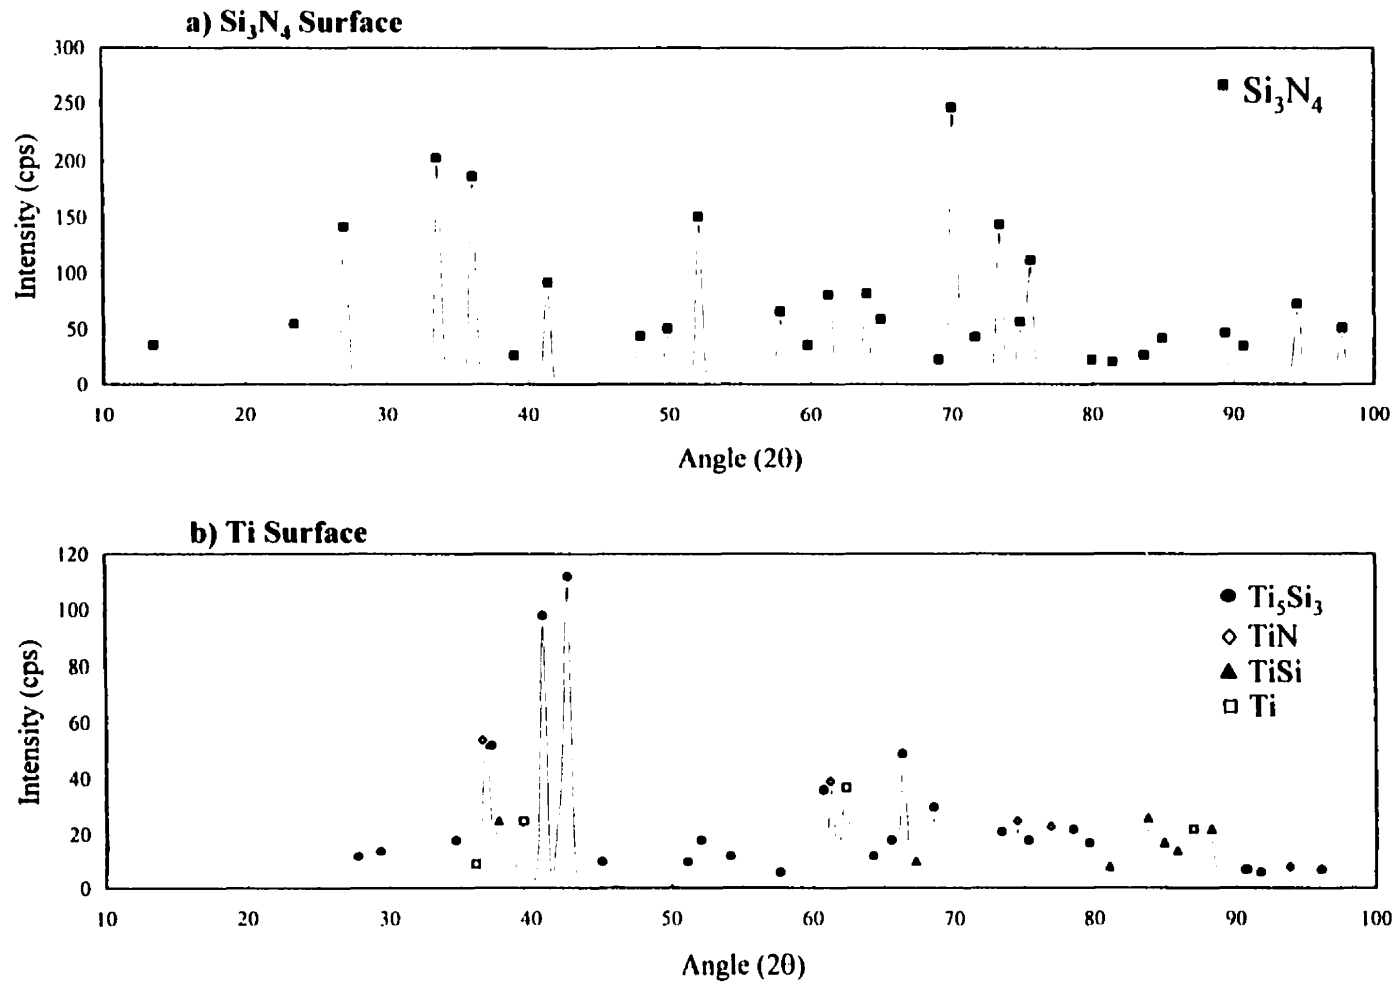 a) Si₃N₄ Surface
300
250
200
150
100
50
0
Intensity (cps)
Si₃N₄
10 20 30 40 50 60 70 80 90 100
Angle (2θ)
b) Ti Surface
120
100
80
60
40
20
0
Intensity (cps)
Ti₅Si₃
TiN
TiSi
Ti
10 20 30 40 50 60 70 80 90 100
Angle (2θ)